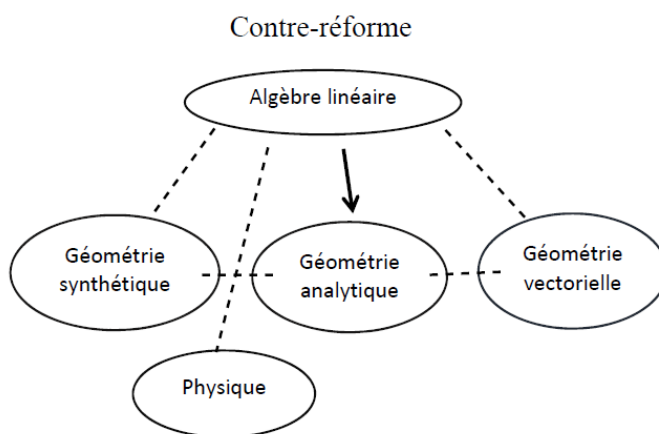 Contre-réforme
Algèbre linéaire
Géométrie
synthétique
Géométrie
analytique
Géométrie
vectorielle
Physique